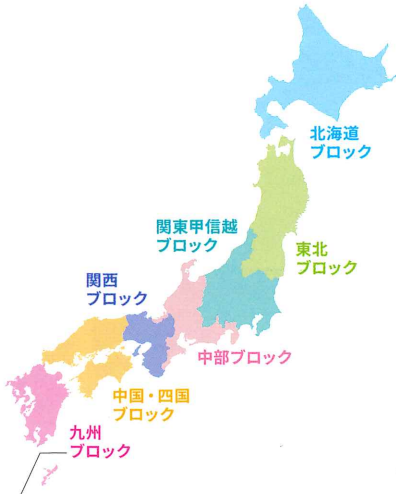 北海道
ブロック
関東甲信越
ブロック
東北
ブロック
関西
ブロック
中部ブロック
中国・四国
ブロック
九州
ブロック